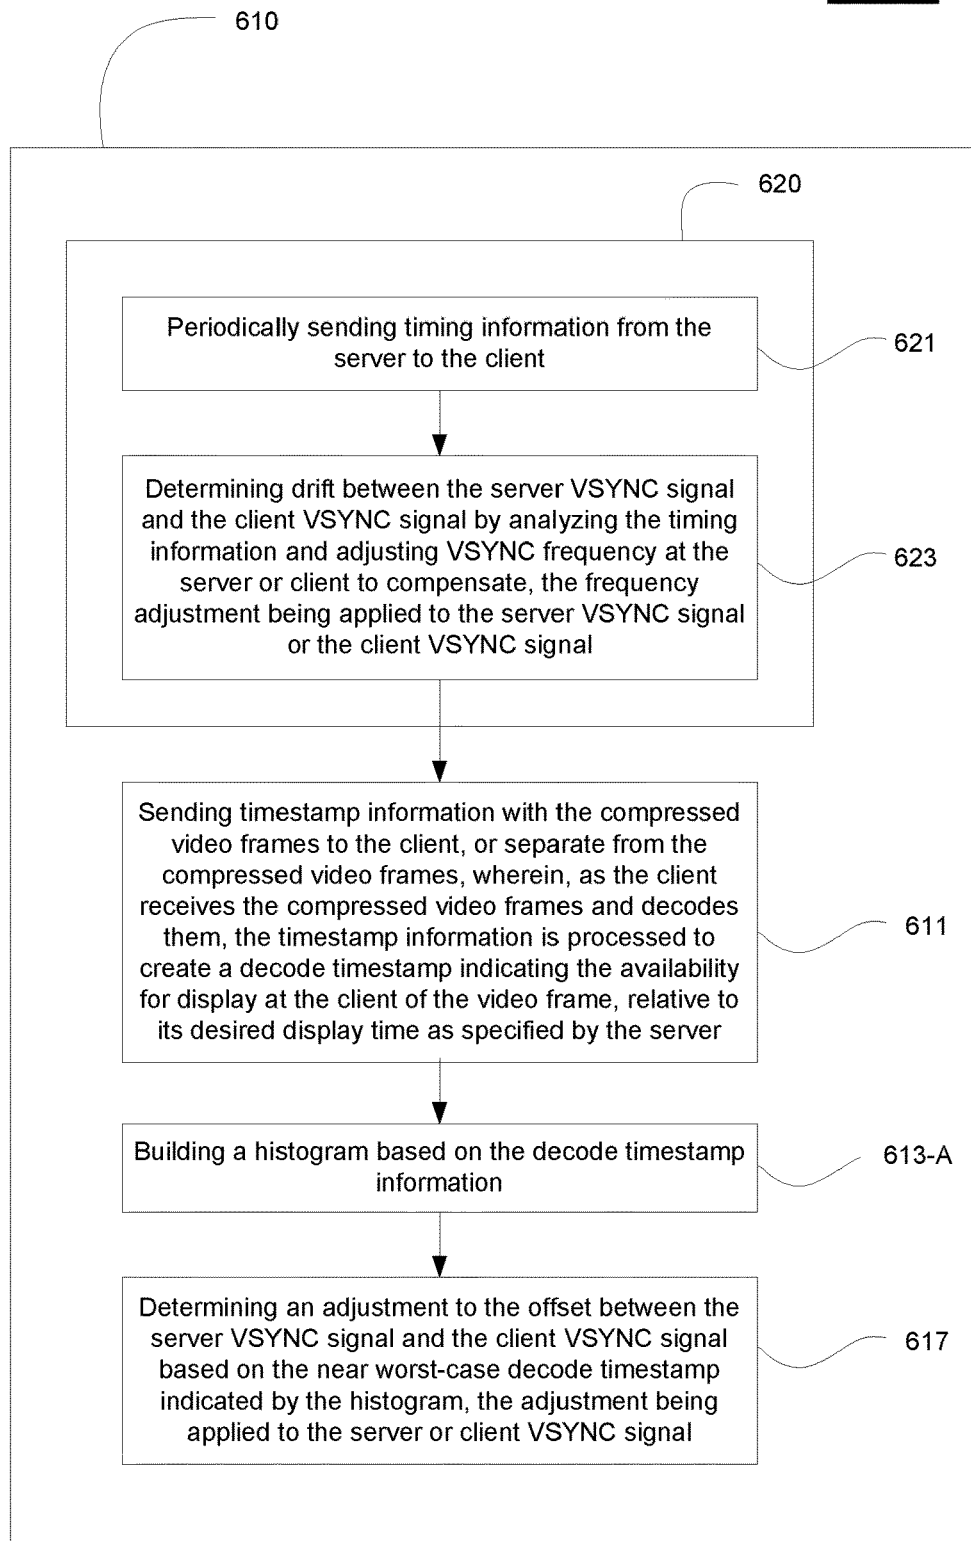 610
620
Periodically sending timing information from the
server to the client
621
Determining drift between the server VSYNC signal
and the client VSYNC signal by analyzing the timing
information and adjusting VSYNC frequency at the
server or client to compensate, the frequency
adjustment being applied to the server VSYNC signal
or the client VSYNC signal
623
Sending timestamp information with the compressed
video frames to the client, or separate from the
compressed video frames, wherein, as the client
receives the compressed video frames and decodes
them, the timestamp information is processed to
create a decode timestamp indicating the availability
for display at the client of the video frame, relative to
its desired display time as specified by the server
611
Building a histogram based on the decode timestamp
information
613-A
Determining an adjustment to the offset between the
server VSYNC signal and the client VSYNC signal
based on the near worst-case decode timestamp
indicated by the histogram, the adjustment being
applied to the server or client VSYNC signal
617